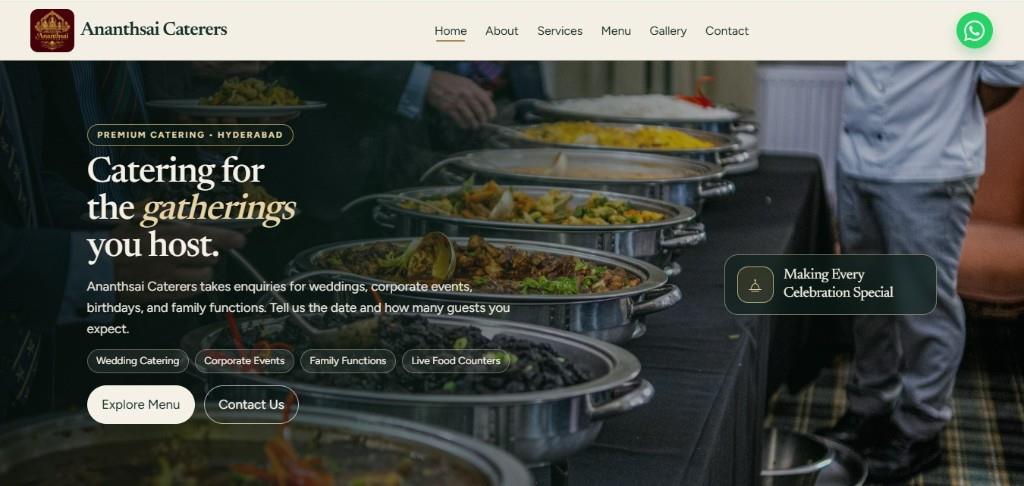 Ananthsai
Ananthsai Caterers
Home About Services Menu Gallery Contact
PREMIUM CATERING • HYDERABAD
Catering for
the gatherings
you host.
Ananthsai Caterers takes enquiries for weddings, corporate events,
birthdays, and family functions. Tell us the date and how many guests you
expect.
Wedding Catering Corporate Events Family Functions Live Food Counters
Explore Menu Contact Us
Making Every
Celebration Special